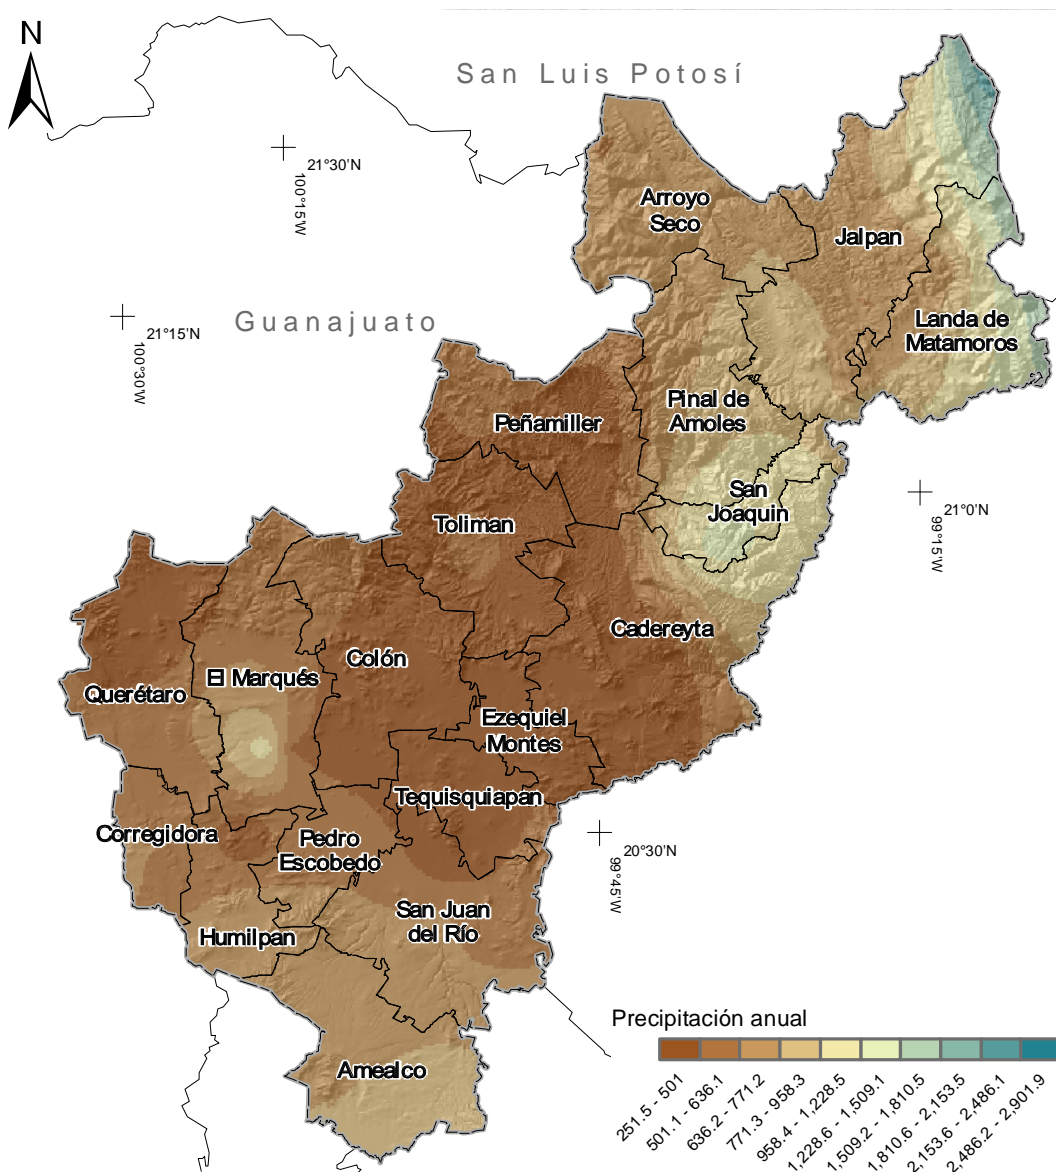 N
San Luis Potosí
21°30'N
100°15'W
Arroyo
Seco
Jalpan
21°15'N
100°30'W
Guanajuato
Landa de
Matamoros
Pinal de
Amoles
Peñamiller
San
Joaquin
21°0'N
99°15'W
Toliman
Cadereyta
Colón
El Marqués
Querétaro
Ezequiel
Montes
Tequisquiapan
Corregidora
Pedro
Escobedo
20°30'N
99°45'W
San Juan
del Río
Humilpan
Amealco
Precipitación anual
251.5 - 501
501.1 - 636.1
636.2 - 771.2
771.3 - 958.3
958.4 - 1,228.5
1,228.6 - 1,509.1
1,509.2 - 1,810.5
1,810.6 - 2,153.5
2,153.6 - 2,486.1
2,486.2 - 2,901.9